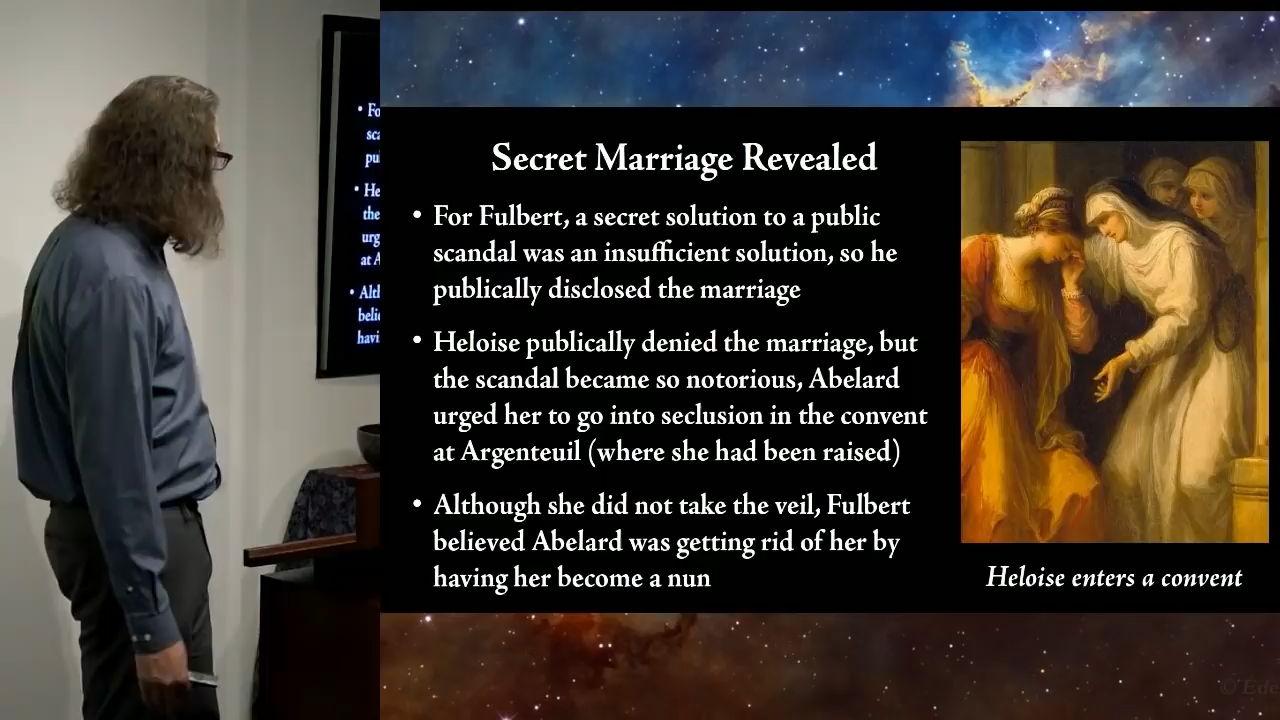 Secret Marriage Revealed
• For Fulbert, a secret solution to a public
scandal was an insufficient solution, so he
publically disclosed the marriage
• Heloise publically denied the marriage, but
the scandal became so notorious, Abelard
urged her to go into seclusion in the convent
at Argenteuil (where she had been raised)
• Although she did not take the veil, Fulbert
believed Abelard was getting rid of her by
having her become a nun
Heloise enters a convent